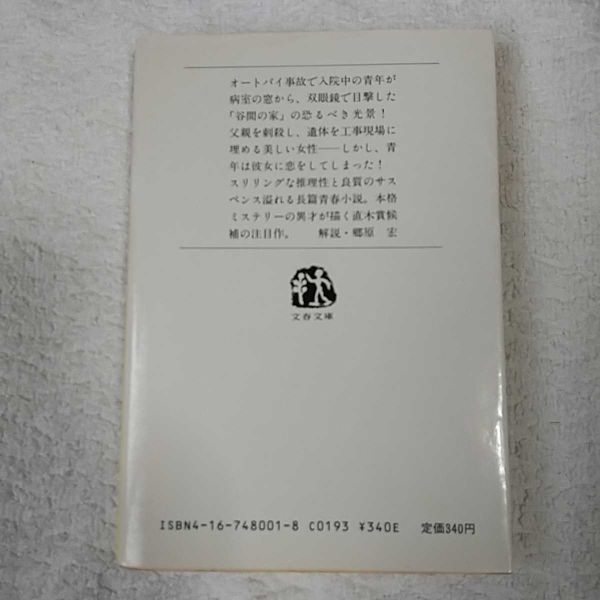 オートバイ事故で入院中の青年が
病室の窓から、双眼鏡で目撃した
「谷間の家」の恐るべき光景！
父親を刺殺し、遺体を工事現場に
埋める美しい女性――しかし、青
年は彼女に恋をしてしまった！
スリリングな推理性と良質のサス
ペンス溢れる長篇青春小説。本格
ミステリーの異才が描く直木賞候
補の注目作。　解説・郷原　宏
文春文庫
ISBN4-16-748001-8 C0193 ¥340E 定価340円